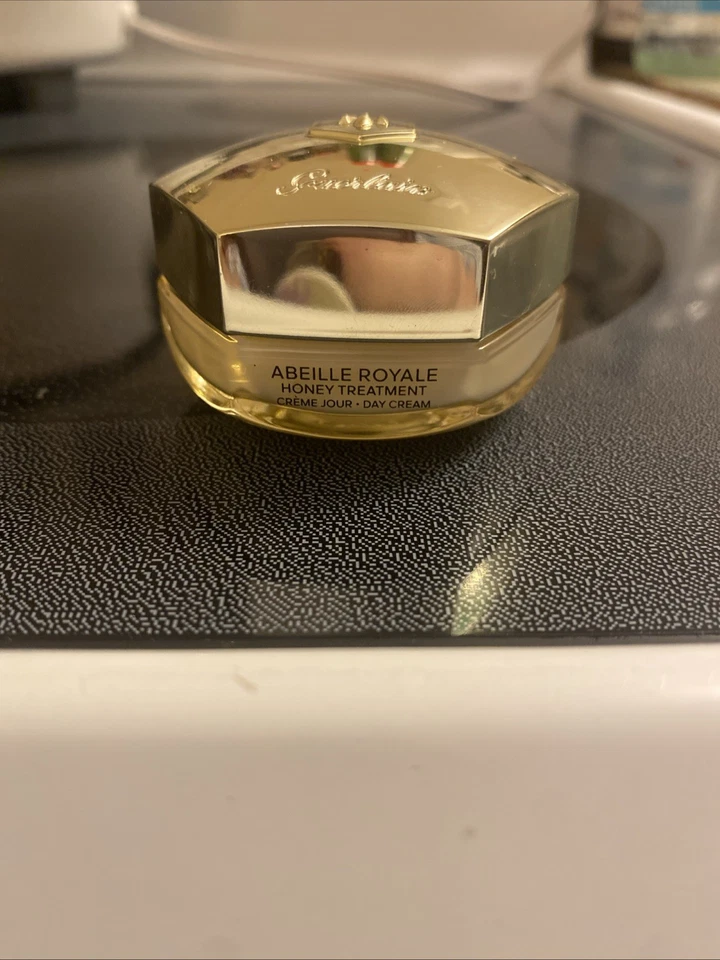 Guerlain
ABEILLE ROYALE
HONEY TREATMENT
CRÈME JOUR • DAY CREAM